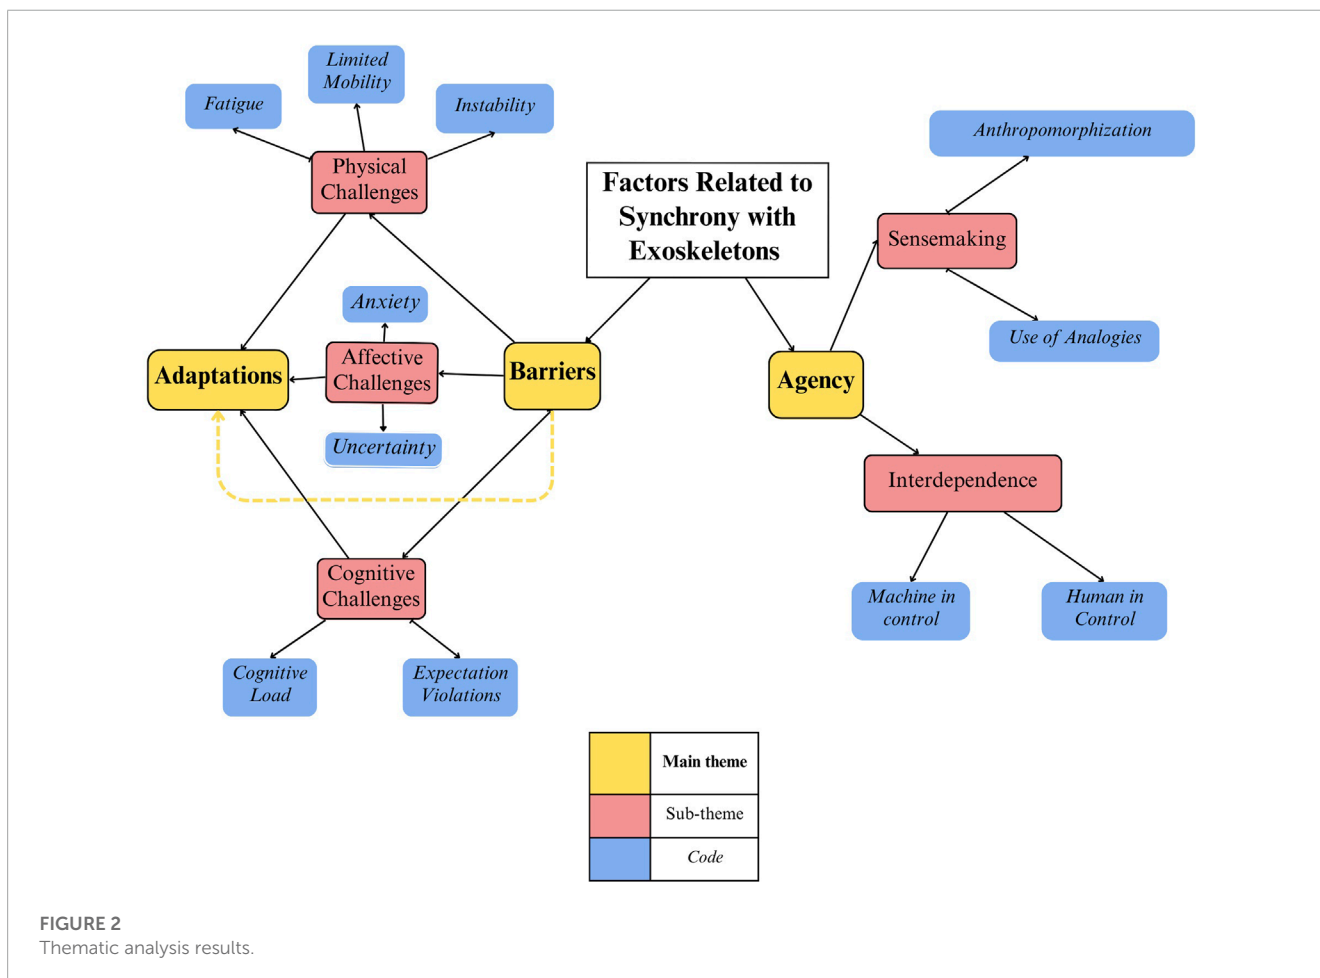 Limited
Mobility
Fatigue
Instability
Physical
Challenges
Factors Related to
Synchrony with
Exoskeletons
Anthropomorphization
Sensemaking
Use of Analogies
Anxiety
Affective
Challenges
Uncertainty
Adaptations
Barriers
Agency
Interdependence
Machine in
control
Human in
Control
Cognitive
Challenges
Cognitive
Load
Expectation
Violations
Main theme
Sub-theme
Code
FIGURE 2
Thematic analysis results.